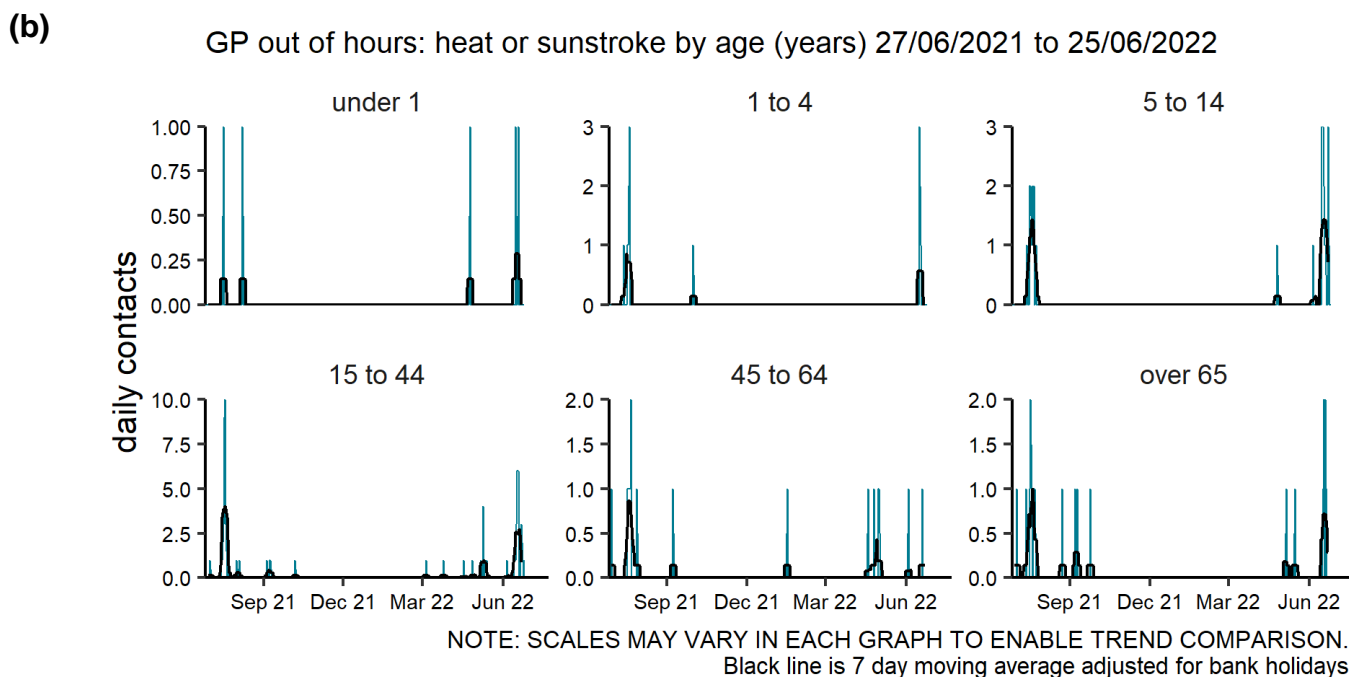 (b)
GP out of hours: heat or sunstroke by age (years) 27/06/2021 to 25/06/2022
daily contacts
under 1
1.00
0.75
0.50
0.25
0.00
1 to 4
3
2
1
0
5 to 14
3
2
1
0
15 to 44
10.0
7.5
5.0
2.5
0.0
Sep 21 Dec 21 Mar 22 Jun 22
45 to 64
2.0
1.5
1.0
0.5
0.0
Sep 21 Dec 21 Mar 22 Jun 22
over 65
2.0
1.5
1.0
0.5
0.0
Sep 21 Dec 21 Mar 22 Jun 22
NOTE: SCALES MAY VARY IN EACH GRAPH TO ENABLE TREND COMPARISON.
Black line is 7 day moving average adjusted for bank holidays